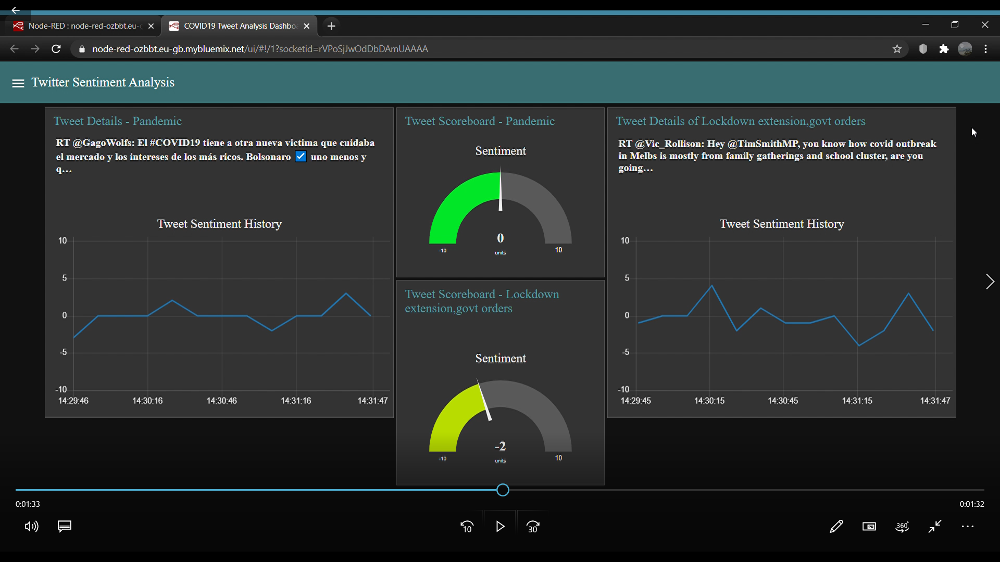 Node-RED : node-red-ozbbt.eu-g
COVID19 Tweet Analysis Dashbo
node-red-ozbbt.eu-gb.mybluemix.net/ui/#!/1?socketid=rVPoSjJwOdDbDAmUAAAA
Twitter Sentiment Analysis
Tweet Details - Pandemic
RT @GagoWolfs: El #COVID19 tiene a otra nueva victima que cuidaba
el mercado y los intereses de los más ricos. Bolsonaro ☑ uno menos y
q...
Tweet Sentiment History
10
5
0
-5
-10
14:29:46 14:30:16 14:30:46 14:31:16 14:31:47
Tweet Scoreboard - Pandemic
Sentiment
0
units
-10 10
Tweet Scoreboard - Lockdown
extension,govt orders
Sentiment
-2
units
-10 10
Tweet Details of Lockdown extension,govt orders
RT @Vic_Rollison: Hey @TimSmithMP, you know how covid outbreak
in Melbs is mostly from family gatherings and school cluster, are you
going...
Tweet Sentiment History
10
5
0
-5
-10
14:29:45 14:30:15 14:30:45 14:31:15 14:31:47
0:01:33 0:01:32
10 30 360°